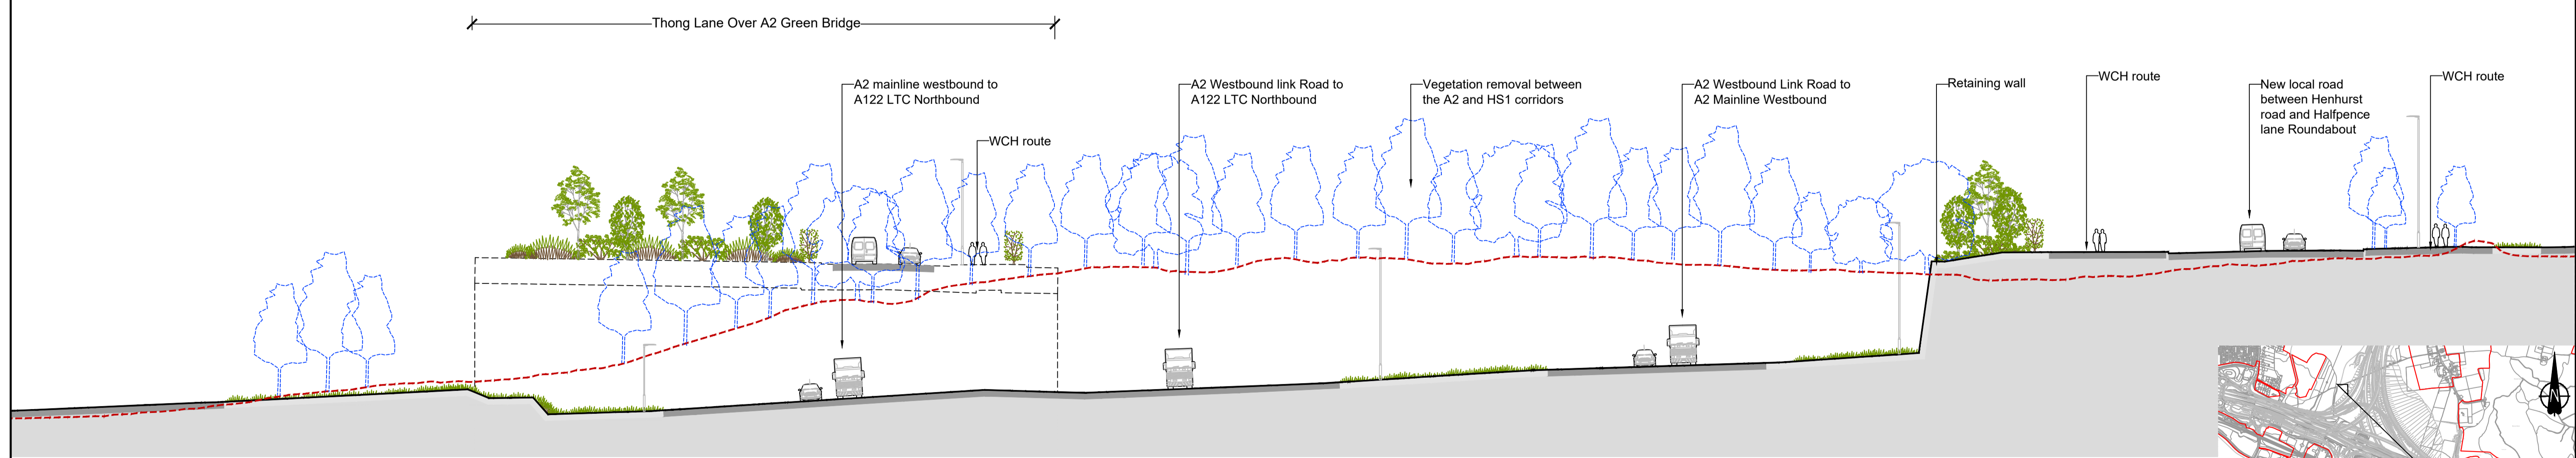 Thong Lane Over A2 Green Bridge
A2 mainline westbound to
A122 LTC Northbound
WCH route
A2 Westbound link Road to
A122 LTC Northbound
Vegetation removal between
the A2 and HS1 corridors
A2 Westbound Link Road to
A2 Mainline Westbound
Retaining wall
WCH route
New local road
between Henhurst
road and Halfpence
lane Roundabout
WCH route